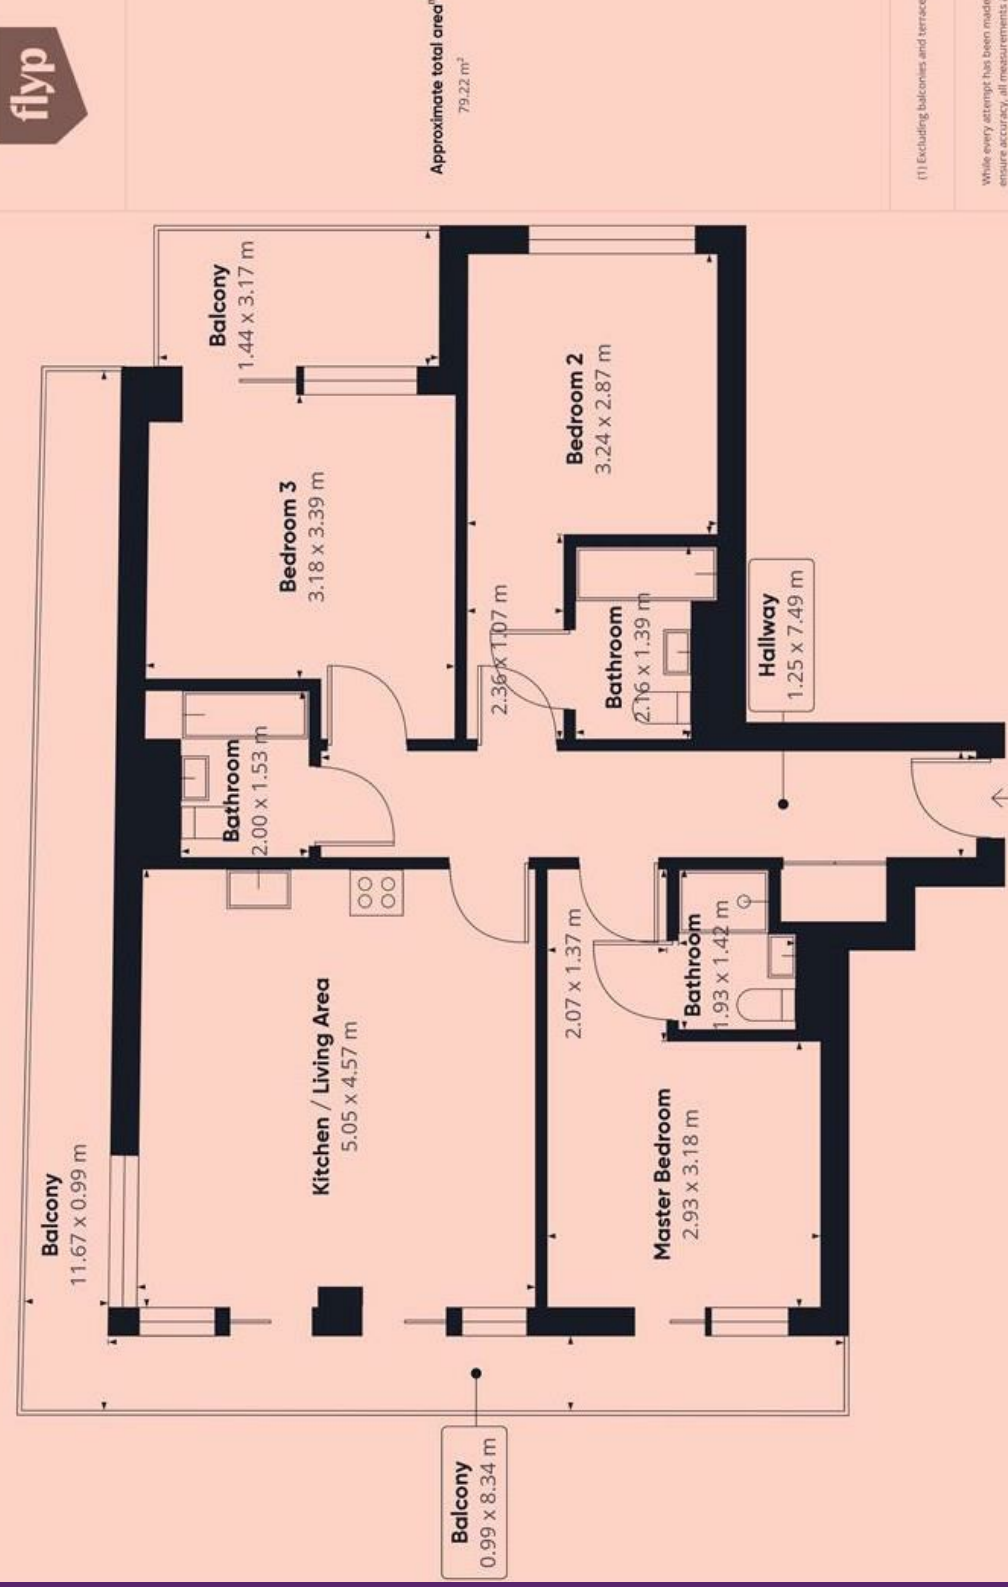 flyp
Approximate total area
79.22 m²
(1) Excluding balconies and terrace
While every attempt has been made
ensure accuracy, all measurements
Balcony
11.67 x 0.99 m
Balcony
1.44 x 3.17 m
Bedroom 3
3.18 x 3.39 m
Bedroom 2
3.24 x 2.87 m
2.36 x 1.07 m
Bathroom
2.16 x 1.39 m
Bathroom
2.00 x 1.53 m
Hallway
1.25 x 7.49 m
Kitchen / Living Area
5.05 x 4.57 m
2.07 x 1.37 m
Bathroom
1.93 x 1.42 m
Master Bedroom
2.93 x 3.18 m
Balcony
0.99 x 8.34 m